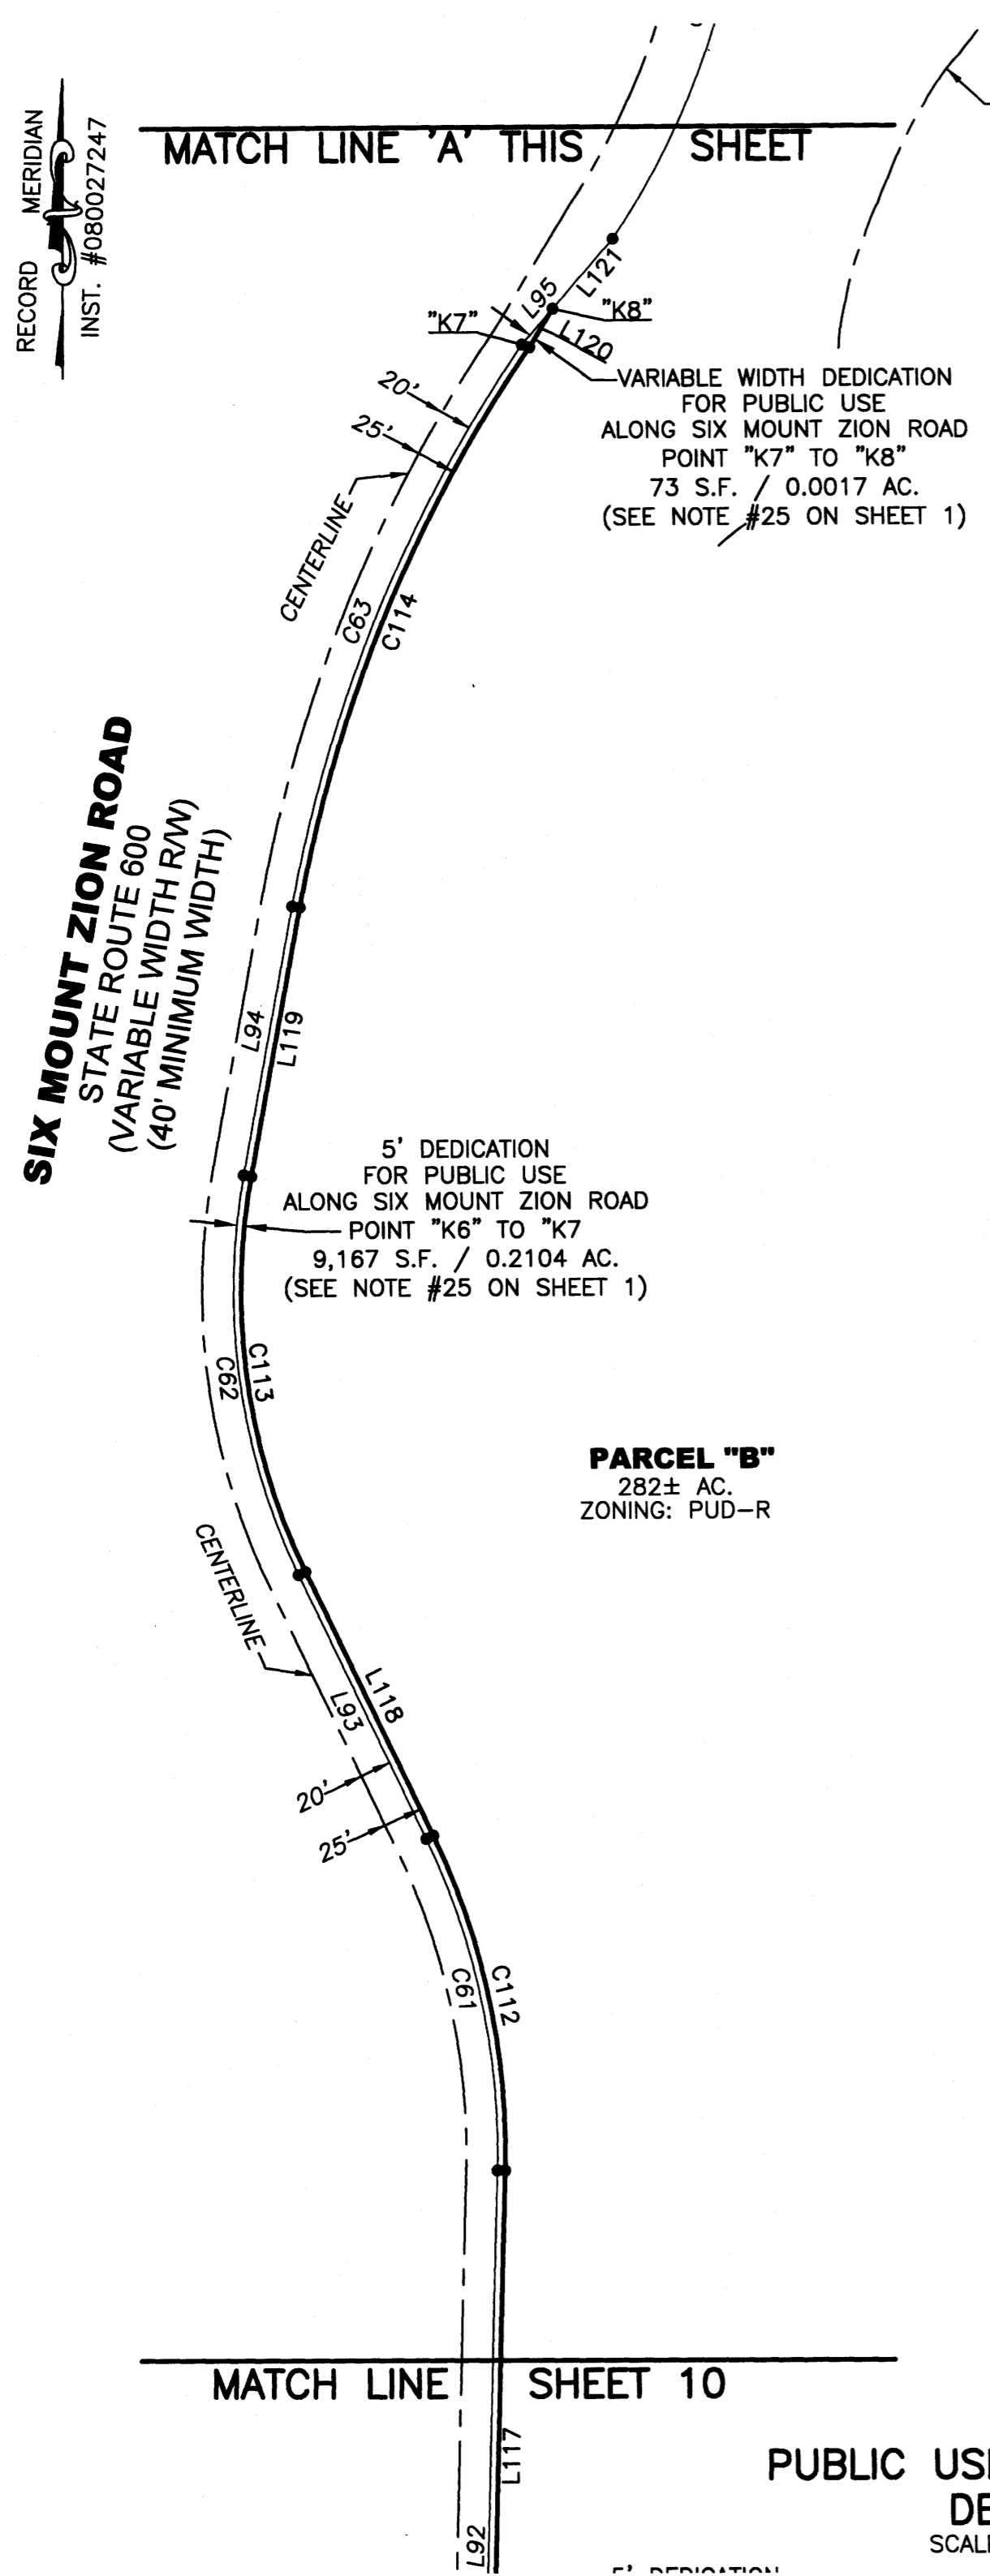 RECORD MERIDIAN
INST. #080027247
MATCH LINE 'A' THIS SHEET
L121
L95
"K8"
"K7"
L120
VARIABLE WIDTH DEDICATION
FOR PUBLIC USE
ALONG SIX MOUNT ZION ROAD
POINT "K7" TO "K8"
73 S.F. / 0.0017 AC.
(SEE NOTE #25 ON SHEET 1)
20'
25'
CENTERLINE
C63
C114
SIX MOUNT ZION ROAD
STATE ROUTE 600
(VARIABLE WIDTH R/W)
(40' MINIMUM WIDTH)
L94
L119
5' DEDICATION
FOR PUBLIC USE
ALONG SIX MOUNT ZION ROAD
POINT "K6" TO "K7
9,167 S.F. / 0.2104 AC.
(SEE NOTE #25 ON SHEET 1)
C62
C113
PARCEL "B"
282± AC.
ZONING: PUD-R
CENTERLINE
L93
L118
20'
25'
C61
C112
MATCH LINE SHEET 10
L117
L92
PUBLIC
5' DEDICATION